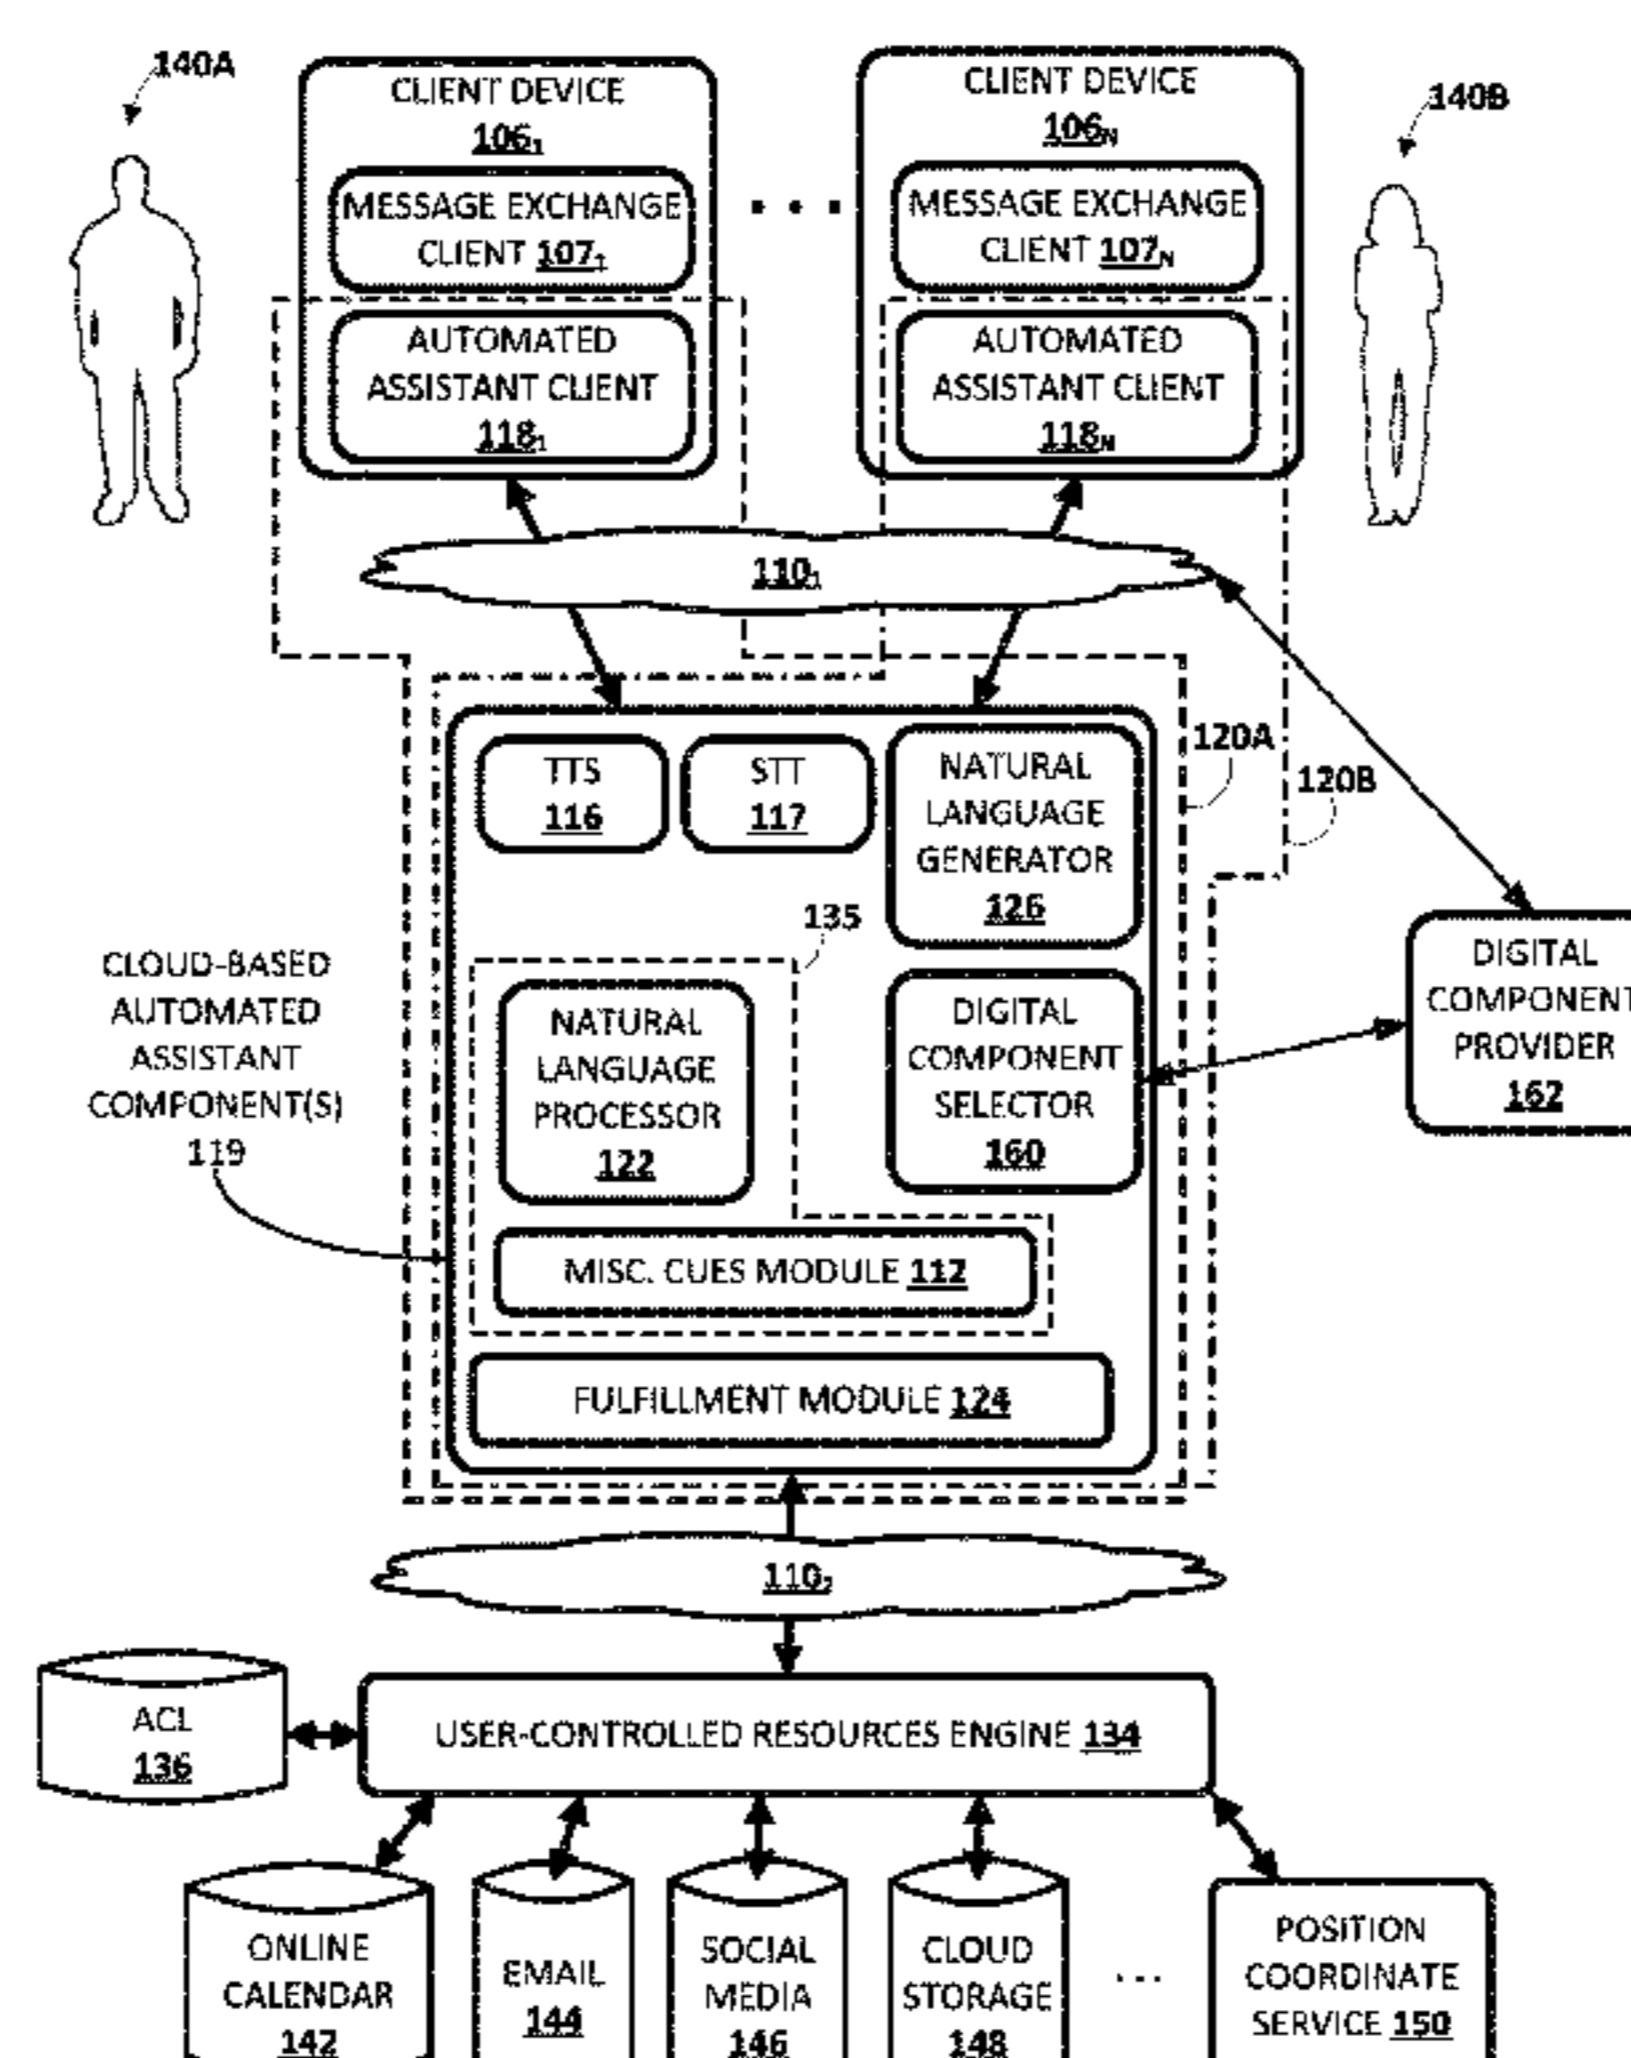 140A
CLIENT DEVICE
106₁
MESSAGE EXCHANGE
CLIENT 107₁
AUTOMATED
ASSISTANT CLIENT
118₁
CLIENT DEVICE
106N
MESSAGE EXCHANGE
CLIENT 107N
AUTOMATED
ASSISTANT CLIENT
118N
140B
110₁
TTS
116
STT
117
NATURAL
LANGUAGE
GENERATOR
126
120A
120B
135
CLOUD-BASED
AUTOMATED
ASSISTANT
COMPONENT(S)
119
NATURAL
LANGUAGE
PROCESSOR
122
DIGITAL
COMPONENT
SELECTOR
160
DIGITAL
COMPONENT
PROVIDER
162
MISC. CUES MODULE 112
FULFILLMENT MODULE 124
110₂
ACL
136
USER-CONTROLLED RESOURCES ENGINE 134
ONLINE
CALENDAR
142
EMAIL
144
SOCIAL
MEDIA
146
CLOUD
STORAGE
148
...
POSITION
COORDINATE
SERVICE 150